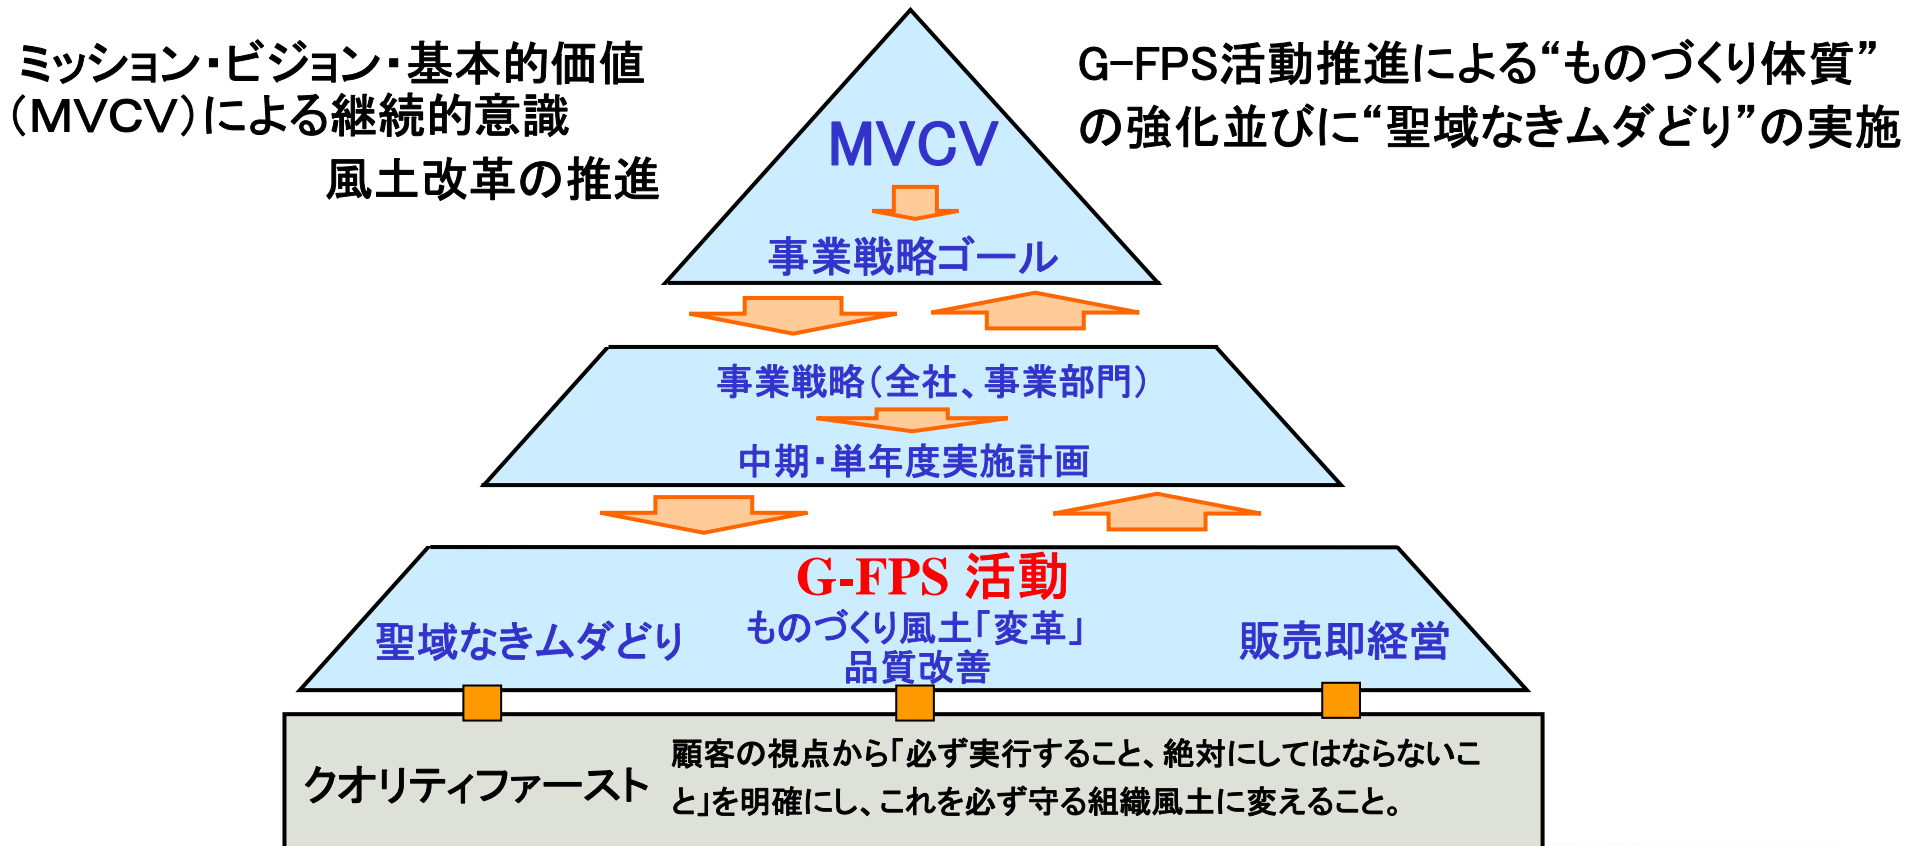 ミッション・ビジョン・基本的価値
（ＭＶＣＶ）による継続的意識
風土改革の推進
G-FPS活動推進による“ものづくり体質”
の強化並びに“聖域なきムダどり”の実施
MVCV
事業戦略ゴール
事業戦略（全社、事業部門）
中期・単年度実施計画
G-FPS 活動
聖域なきムダどり
ものづくり風土「変革」
品質改善
販売即経営
クオリティファースト
顧客の視点から「必ず実行すること、絶対にしてはならないこ
と」を明確にし、これを必ず守る組織風土に変えること。